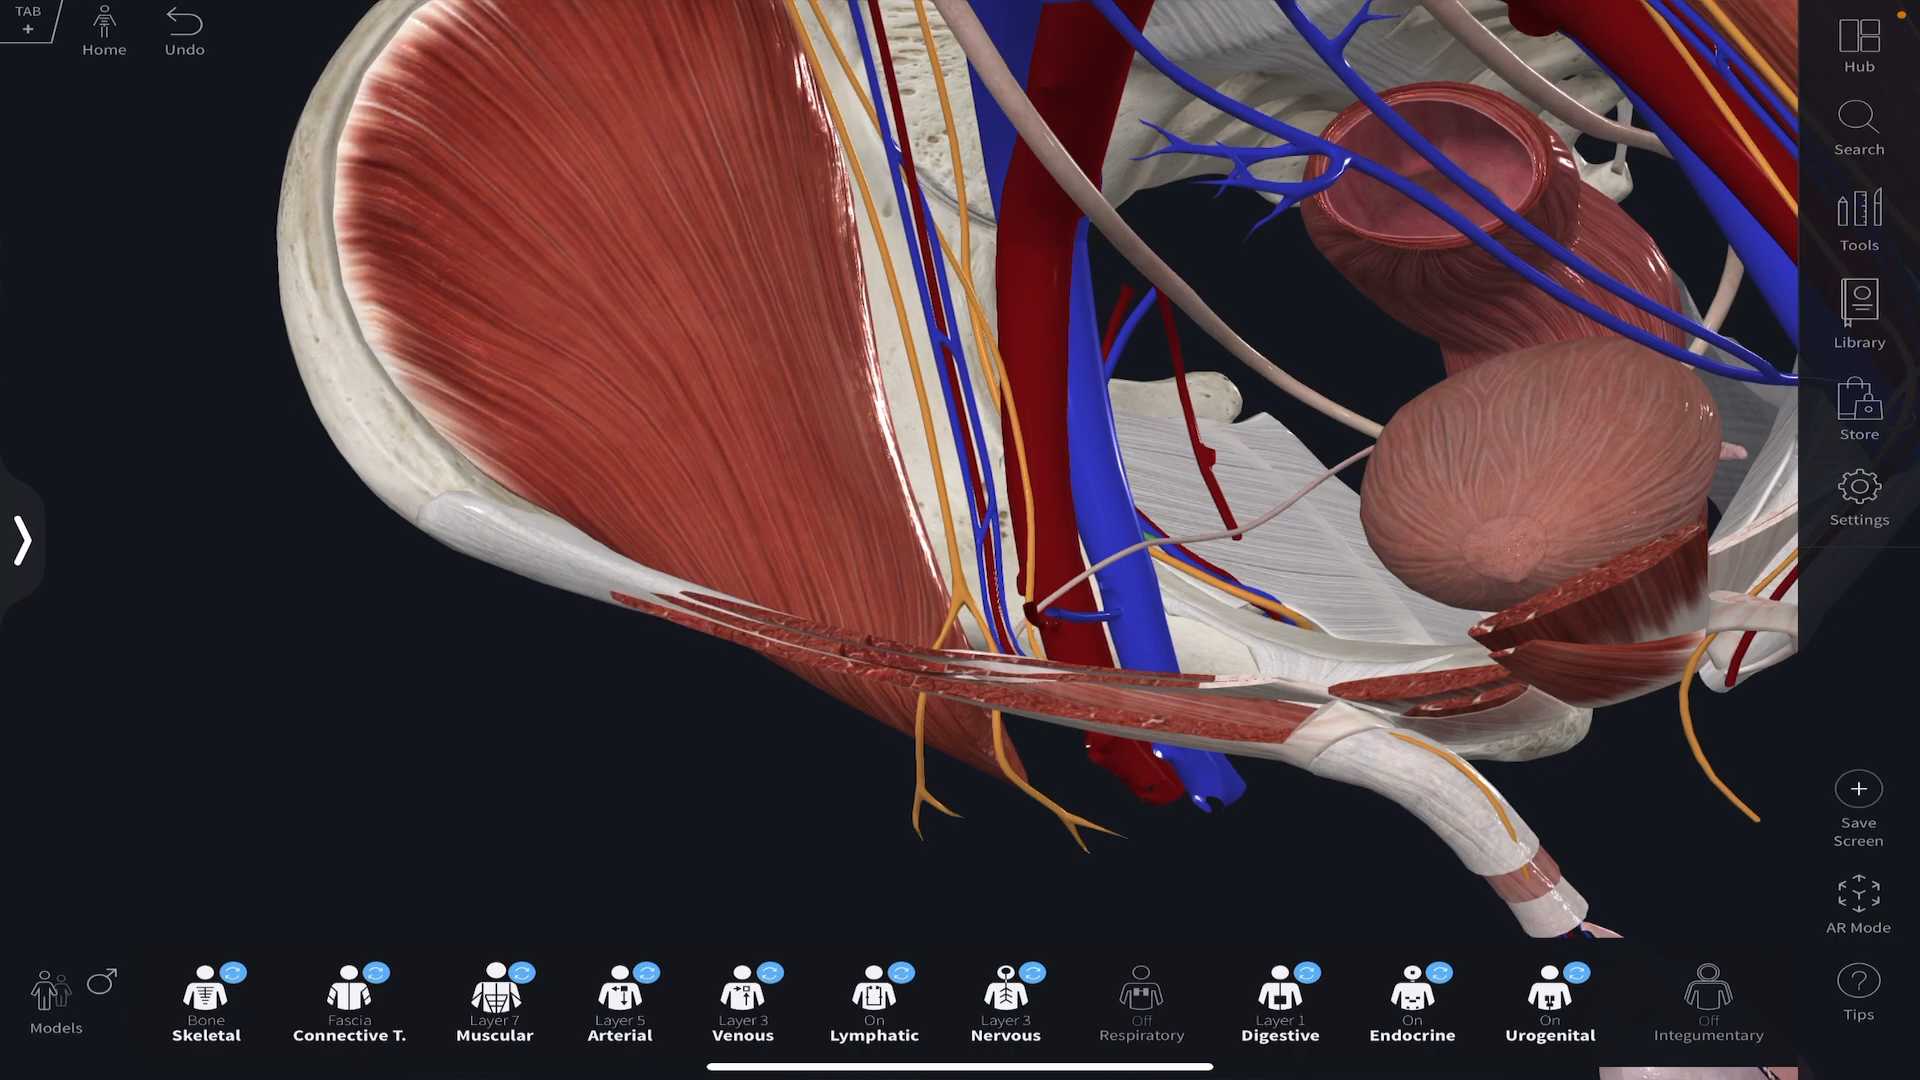 TAB
+
Home
Undo
Hub
Search
Tools
Library
Store
Settings
+
Save
Screen
AR Mode
?
Tips
Models
Bone
Skeletal
Fascia
Connective T.
Layer 7
Muscular
Layer 5
Arterial
Layer 3
Venous
On
Lymphatic
Layer 3
Nervous
Off
Respiratory
Layer 1
Digestive
On
Endocrine
On
Urogenital
Off
Integumentary